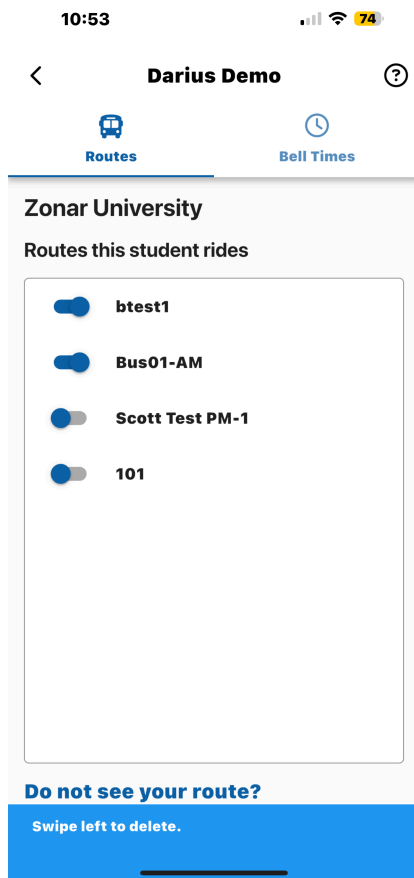 10:53
74
Darius Demo
?
Routes
Bell Times
Zonar University
Routes this student rides
btest1
Bus01-AM
Scott Test PM-1
101
Do not see your route?
Swipe left to delete.